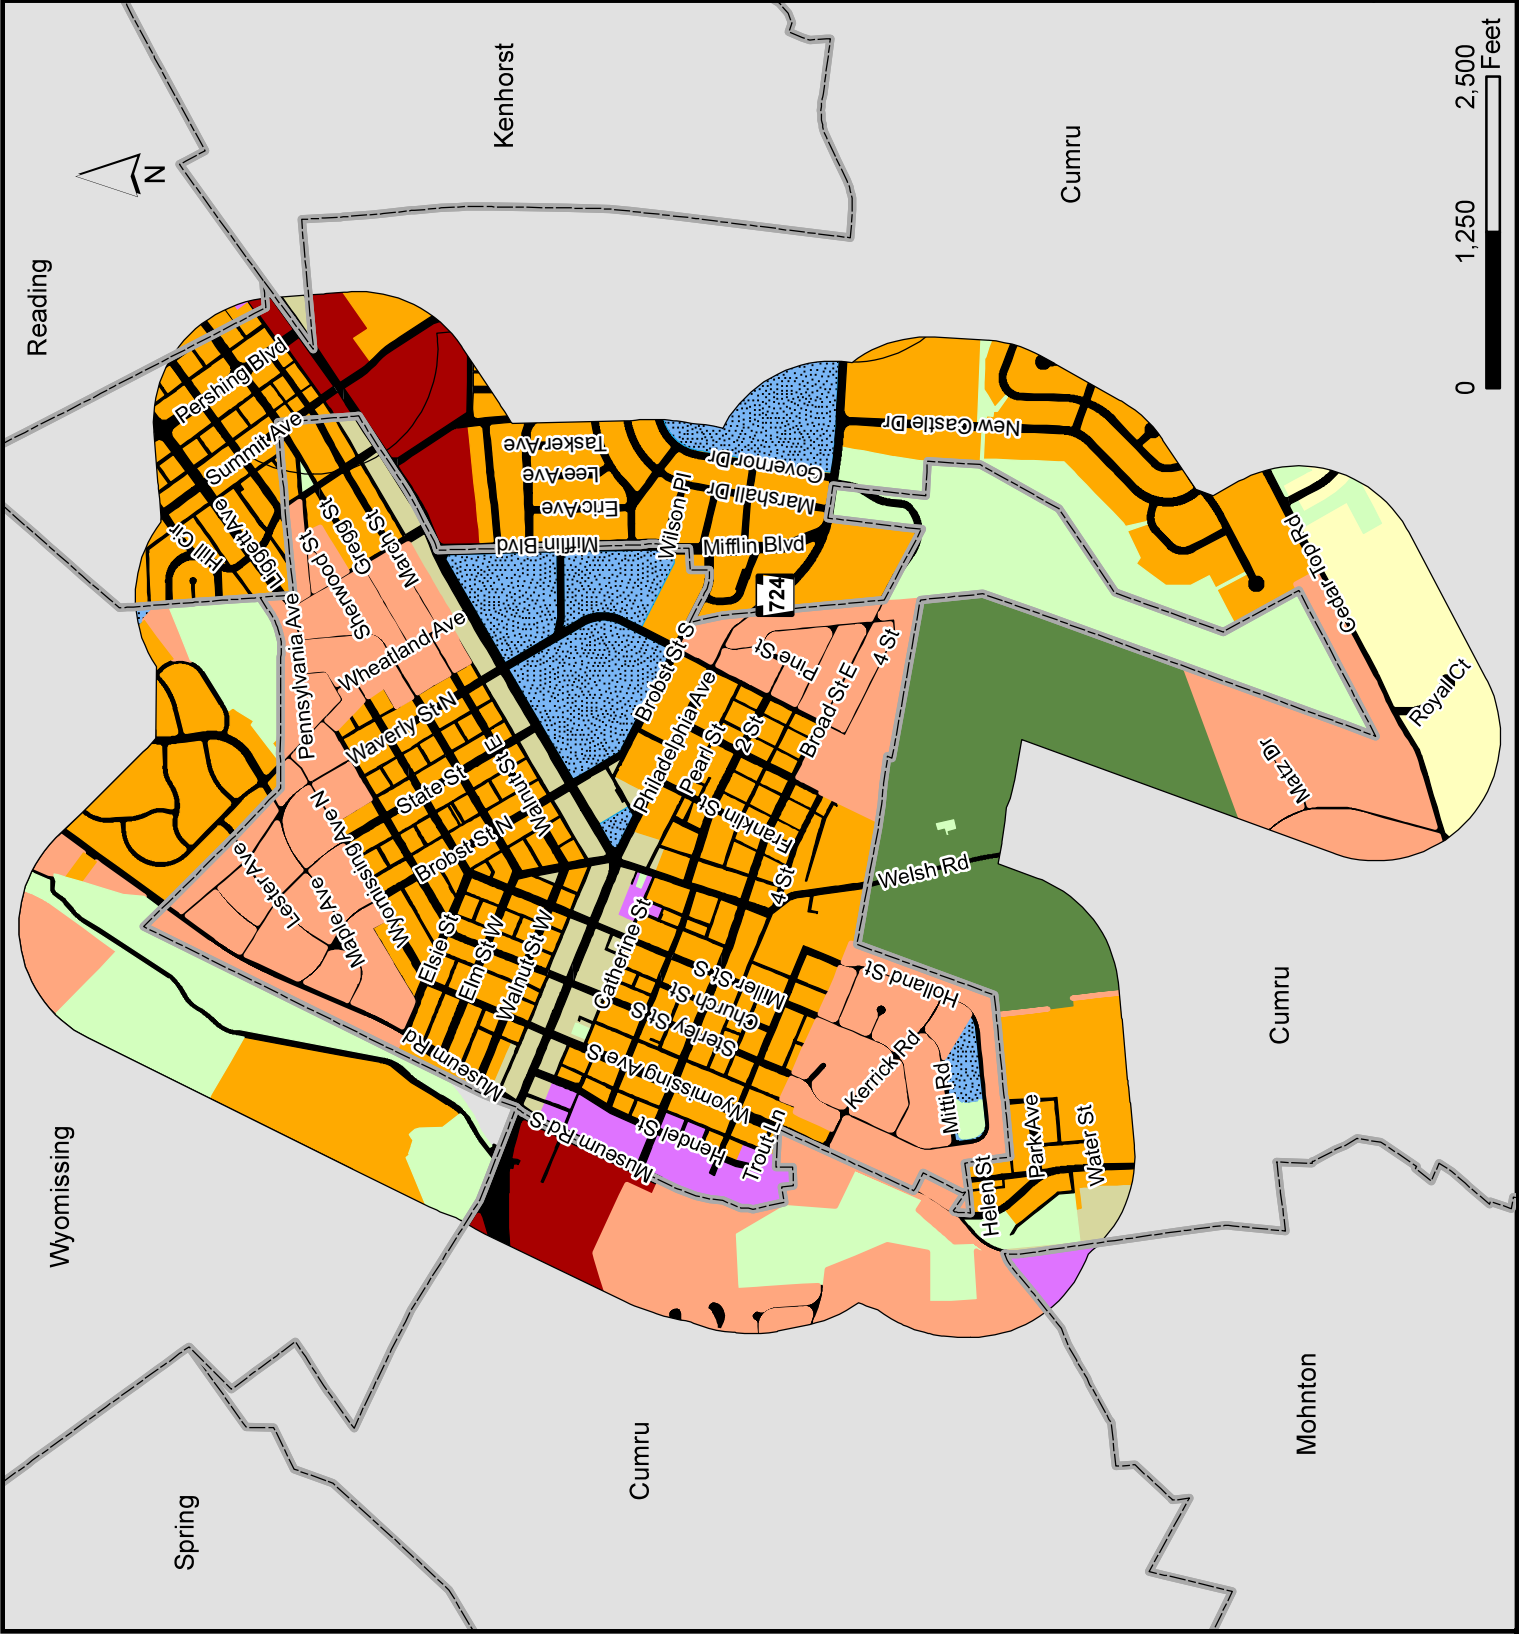 Reading
Kenhorst
Cumru
Wyomissing
Spring
Cumru
Mohnton
Cumru
N
0
1,250
2,500
Feet
Pershing Blvd
Summit Ave
Hill Cir
Liggett Ave
Gregg St
March St
Sherwood St
Pennsylvania Ave
Wheatland Ave
Waverly St N
Walnut St E
State St
Brobst St N
Wyomissing Ave N
Lester Ave
Maple Ave
Elsie St
Elm St W
Walnut St W
Museum Rd
Tasker Ave
Lee Ave
Eric Ave
Mifflin Blvd
Wilson Pl
Governor Dr
Marshall Dr
Mifflin Blvd
724
New Castle Dr
Brobst St S
Philadelphia Ave
Pearl St
2 St
Pine St
Broad St E
4 St
Franklin St
4 St
Welsh Rd
Catherine St
Miller St S
Church St
Sterley St S
Wyomissing Ave S
Hendel St
Museum Rd S
Trout Ln
Holland St
Kerrick Rd
Mitti Rd
Park Ave
Water St
Helen St
Cedar Top Rd
Royal Ct
Matz Dr